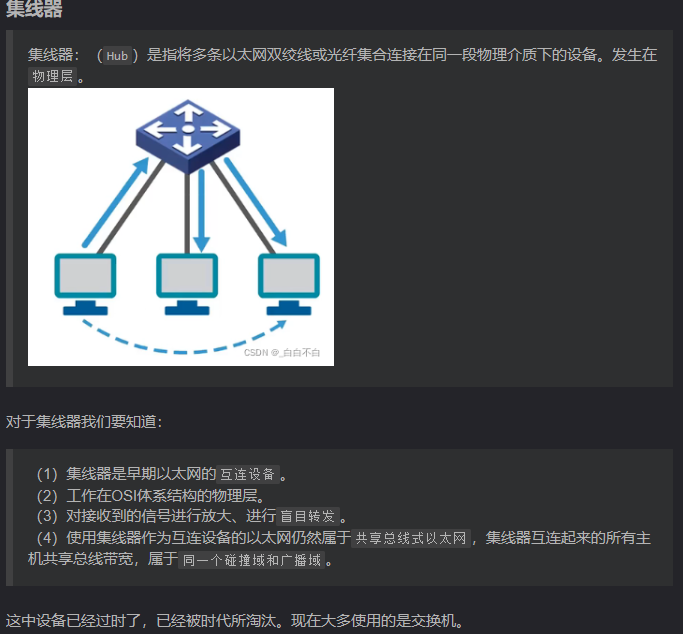 集线器
集线器：（Hub）是指将多条以太网双绞线或光纤集合连接在同一段物理介质下的设备。发生在
物理层。
CSDN @_白白不白
对于集线器我们要知道：
（1）集线器是早期以太网的互连设备。
（2）工作在OSI体系结构的物理层。
（3）对接收到的信号进行放大、进行盲目转发。
（4）使用集线器作为互连设备的以太网仍然属于共享总线式以太网，集线器互连起来的所有主
机共享总线带宽，属于同一个碰撞域和广播域。
这中设备已经过时了，已经被时代所淘汰。现在大多使用的是交换机。